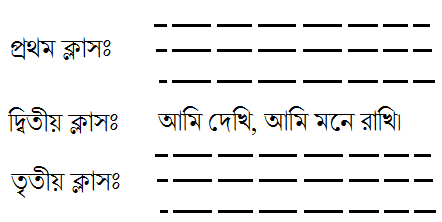 প্রথম ক্লাসঃ
দ্বিতীয় ক্লাসঃ আমি দেখি, আমি মনে রাখি।
তৃতীয় ক্লাসঃ